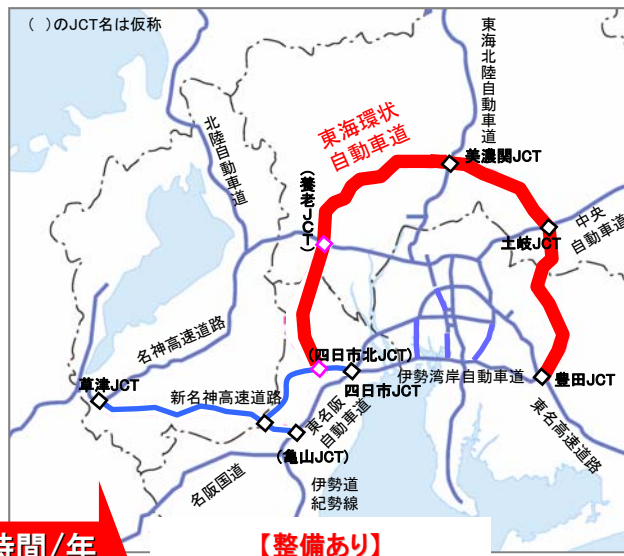 ( )のJCT名は仮称
東海北陸自動車道
北陸自動車道
東海環状
自動車道
美濃関JCT
(養老JCT)
中央
自動車道
土岐JCT
名神高速道路
(四日市北JCT)
草津JCT
新名神高速道路
四日市JCT
伊勢湾岸自動車道
豊田JCT
東名阪
自動車道
東名高速道路
(亀山JCT)
名阪国道
伊勢道
紀勢線
時間/年
【整備あり】